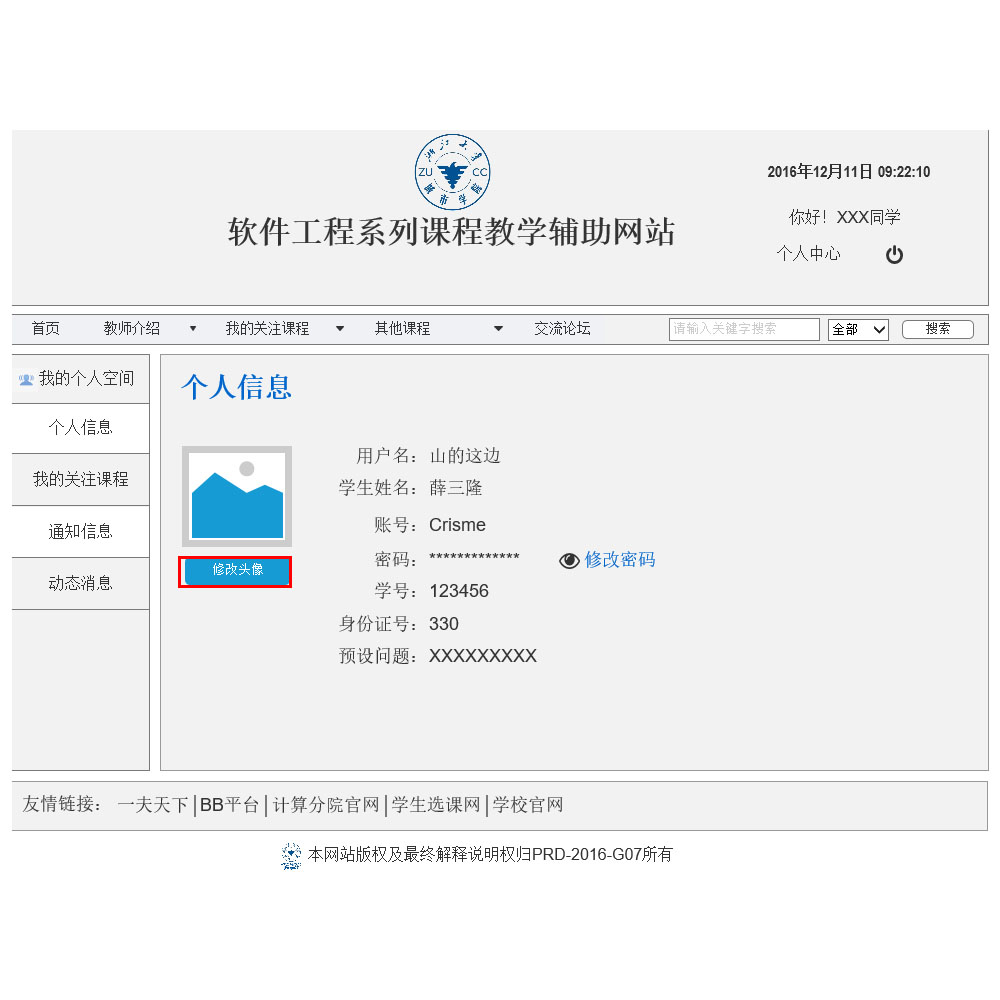 浙江大学
ZU CC
城市学院
软件工程系列课程教学辅助网站
2016年12月11日 09:22:10
你好！XXX同学
个人中心
首页 教师介绍 我的关注课程 其他课程 交流论坛 请输入关键字搜索 全部 搜索
我的个人空间
个人信息
我的关注课程
通知信息
动态消息
个人信息
修改头像
用户名： 山的这边
学生姓名： 薛三隆
账号： Crisme
密码： ************* 修改密码
学号： 123456
身份证号： 330
预设问题： XXXXXXXXX
友情链接： 一夫天下|BB平台|计算分院官网|学生选课网|学校官网
本网站版权及最终解释说明权归PRD-2016-G07所有